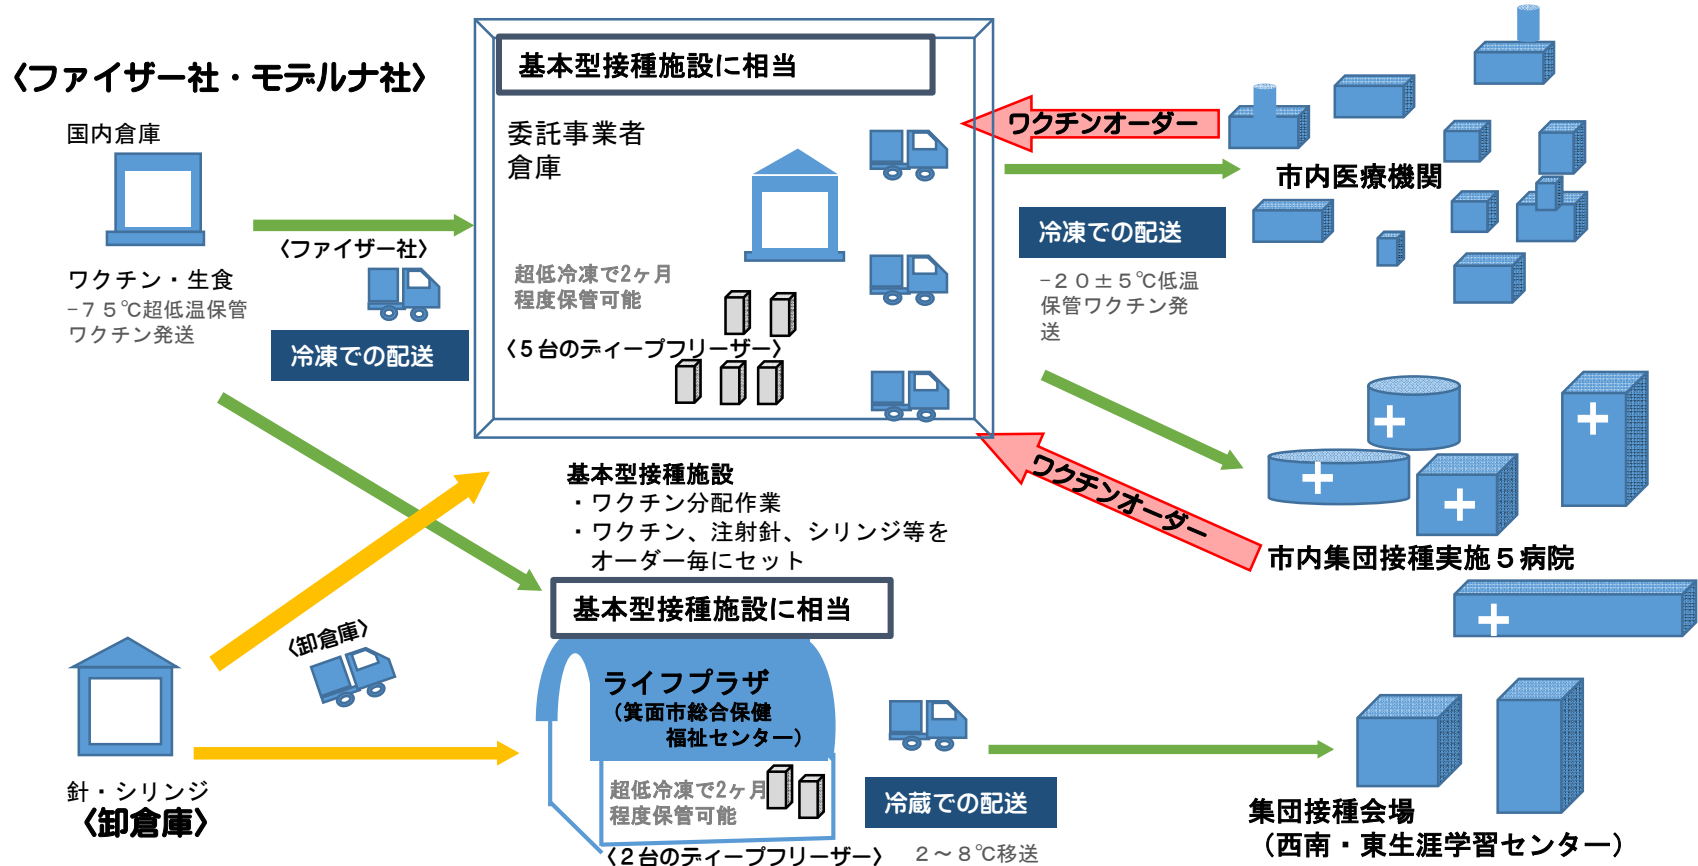 〈ファイザー社・モデルナ社〉
国内倉庫
ワクチン・生食
−７５℃超低温保管
ワクチン発送
〈ファイザー社〉
冷凍での配送
基本型接種施設に相当
委託事業者
倉庫
超低冷凍で2ヶ月
程度保管可能
〈５台のディープフリーザー〉
ワクチンオーダー
市内医療機関
冷凍での配送
−２０±５℃低温
保管ワクチン発
送
ワクチンオーダー
市内集団接種実施５病院
基本型接種施設
・ワクチン分配作業
・ワクチン、注射針、シリンジ等を
オーダー毎にセット
基本型接種施設に相当
ライフプラザ
（箕面市総合保健
福祉センター）
超低冷凍で2ヶ月
程度保管可能
〈２台のディープフリーザー〉
〈卸倉庫〉
針・シリンジ
〈卸倉庫〉
冷蔵での配送
２～８℃移送
集団接種会場
（西南・東生涯学習センター）